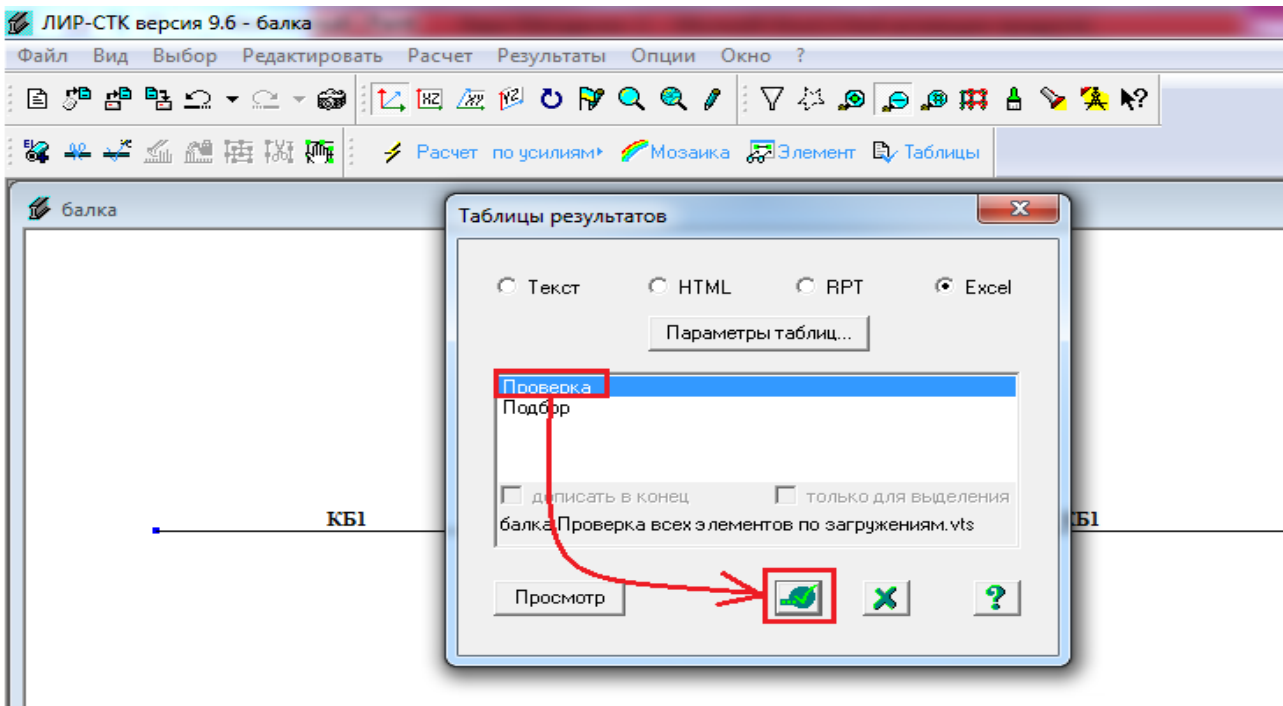 ЛИР-СТК версия 9.6 - балка
Файл Вид Выбор Редактировать Расчет Результаты Опции Окно ?
Расчет по усилиям Мозаика Элемент Таблицы
балка
Таблицы результатов
Текст HTML RPT Excel
Параметры таблиц...
Проверка
Подбор
дописать в конец только для выделения
балка\Проверка всех элементов по загружениям.vts
КБ1 КБ1
Просмотр